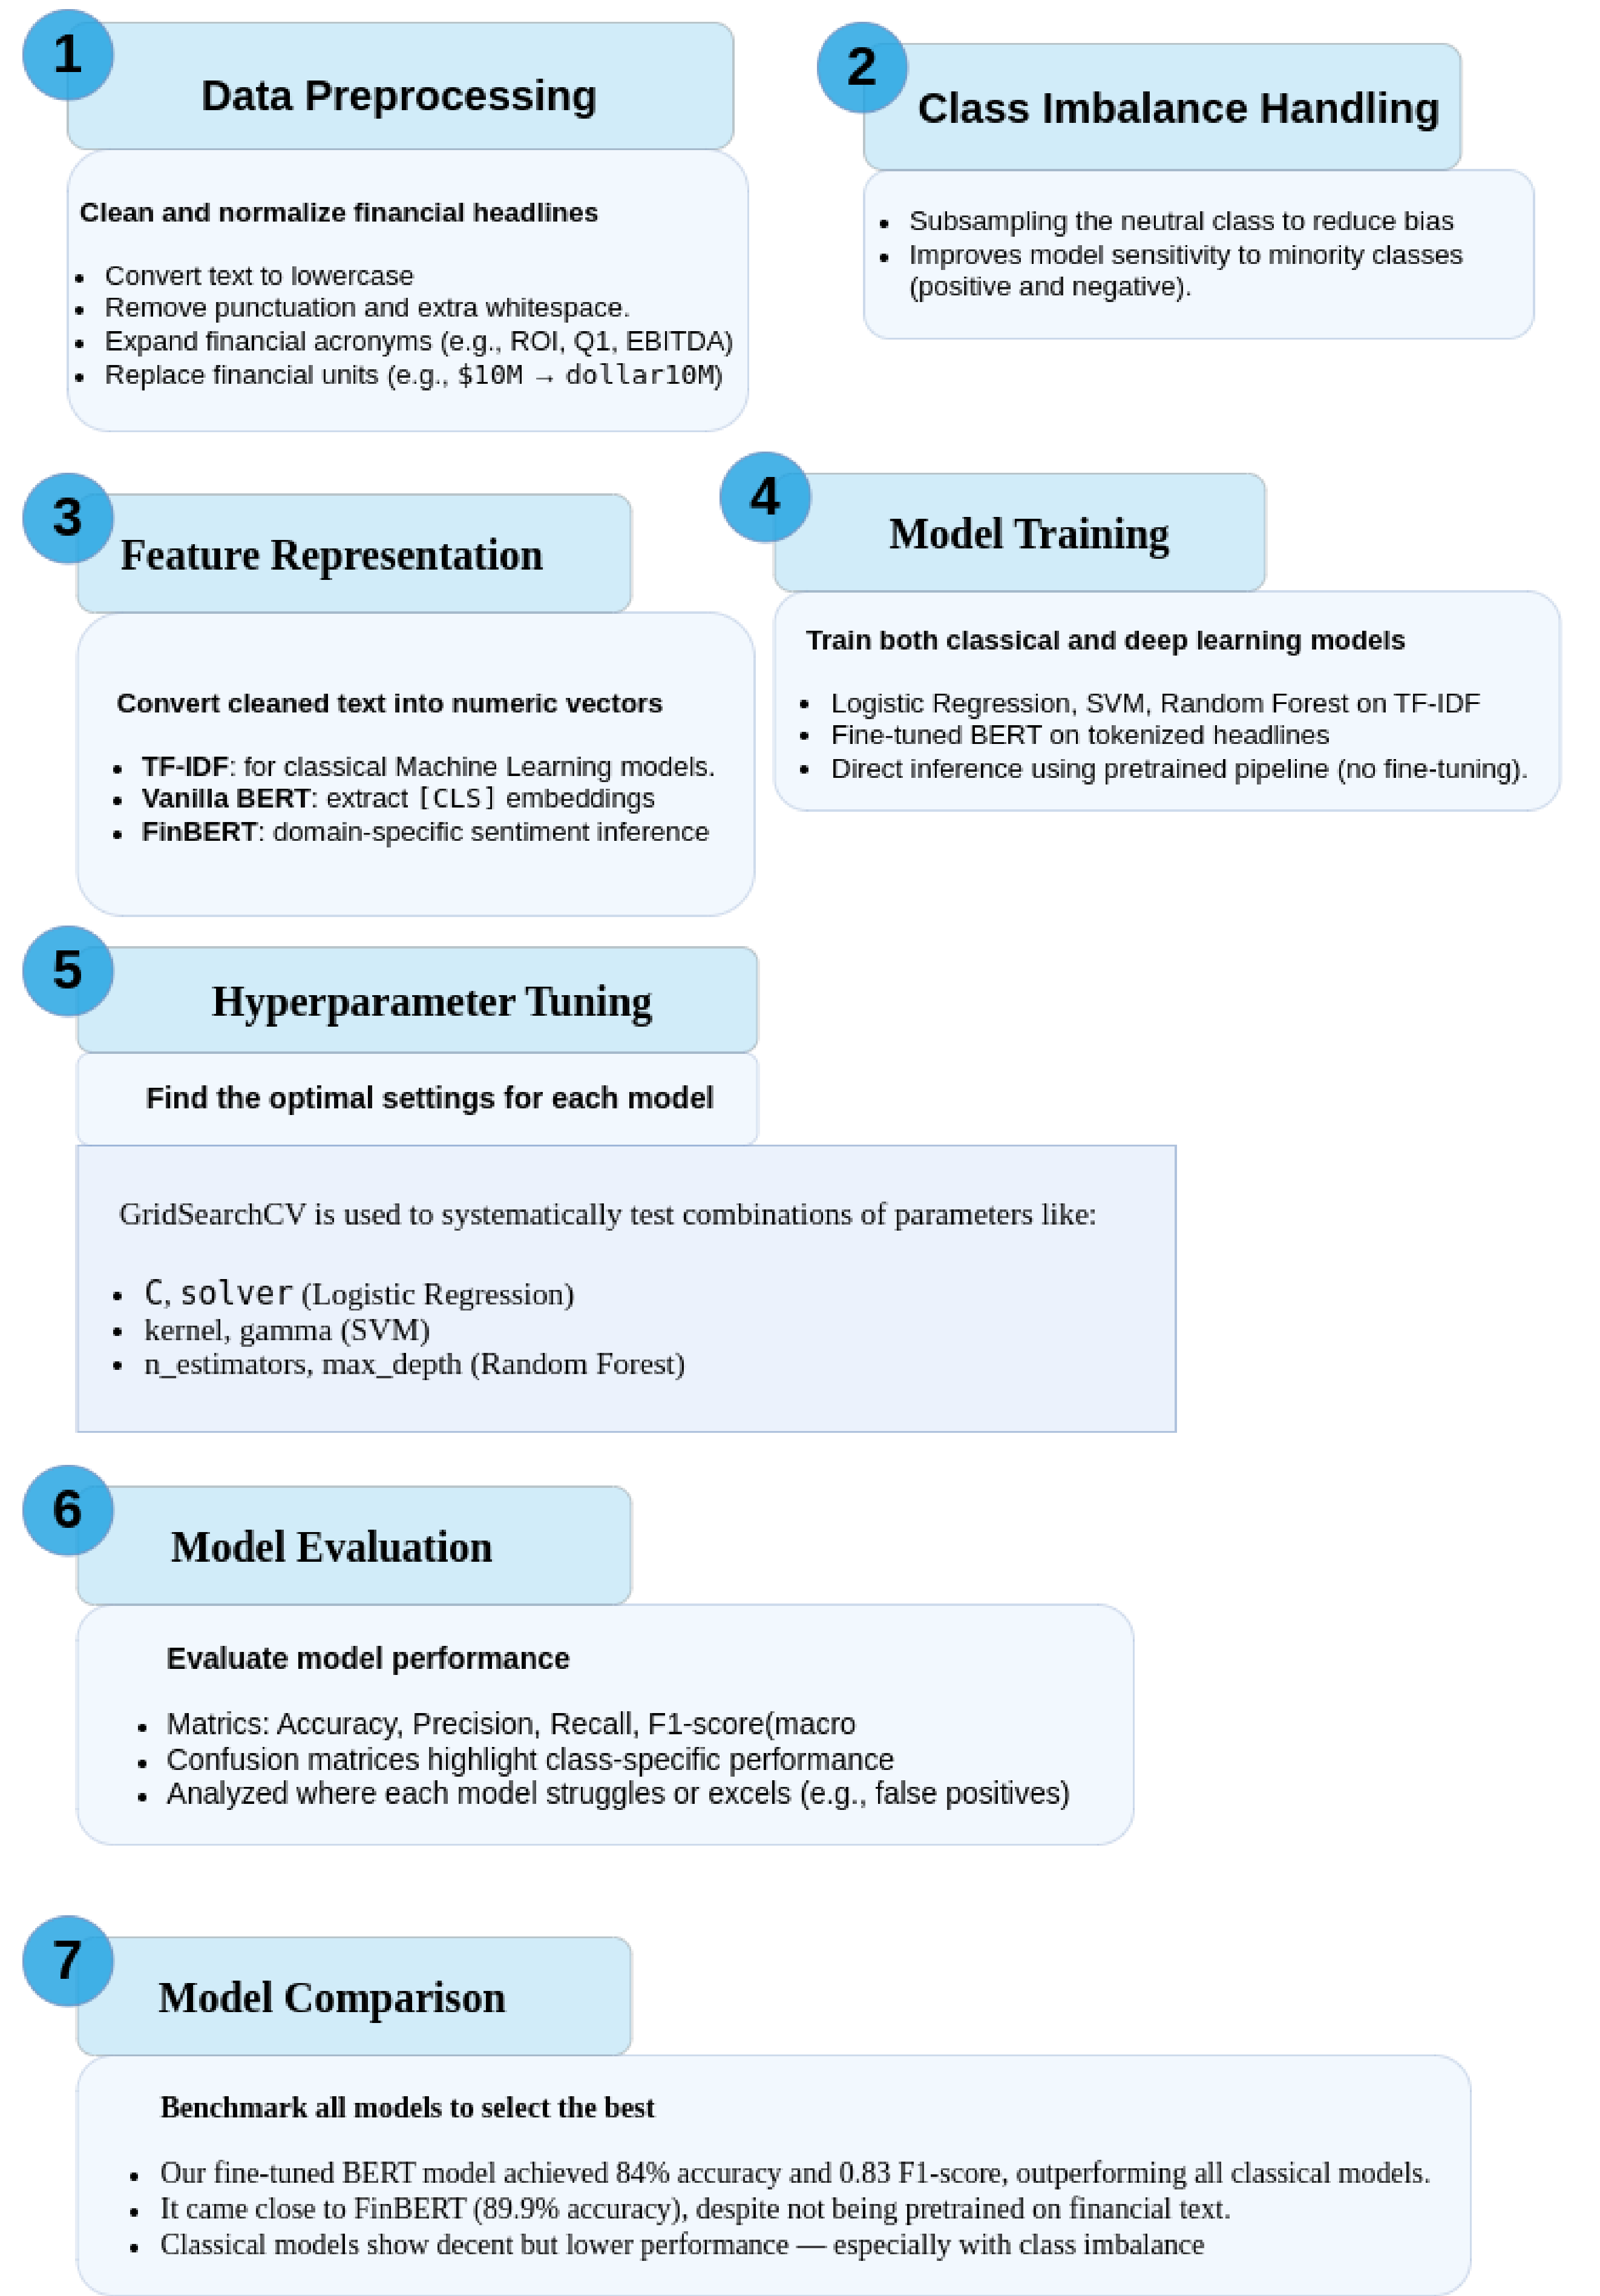 1
Data Preprocessing
Clean and normalize financial headlines
• Convert text to lowercase
• Remove punctuation and extra whitespace.
• Expand financial acronyms (e.g., ROI, Q1, EBITDA)
• Replace financial units (e.g., $10M → dollar10M)
2
Class Imbalance Handling
• Subsampling the neutral class to reduce bias
• Improves model sensitivity to minority classes
(positive and negative).
3
Feature Representation
Convert cleaned text into numeric vectors
• TF-IDF: for classical Machine Learning models.
• Vanilla BERT: extract [CLS] embeddings
• FinBERT: domain-specific sentiment inference
4
Model Training
Train both classical and deep learning models
• Logistic Regression, SVM, Random Forest on TF-IDF
• Fine-tuned BERT on tokenized headlines
• Direct inference using pretrained pipeline (no fine-tuning).
5
Hyperparameter Tuning
Find the optimal settings for each model
GridSearchCV is used to systematically test combinations of parameters like:
• C, solver (Logistic Regression)
• kernel, gamma (SVM)
• n_estimators, max_depth (Random Forest)
6
Model Evaluation
Evaluate model performance
• Matrics: Accuracy, Precision, Recall, F1-score(macro
• Confusion matrices highlight class-specific performance
• Analyzed where each model struggles or excels (e.g., false positives)
7
Model Comparison
Benchmark all models to select the best
• Our fine-tuned BERT model achieved 84% accuracy and 0.83 F1-score, outperforming all classical models.
• It came close to FinBERT (89.9% accuracy), despite not being pretrained on financial text.
• Classical models show decent but lower performance — especially with class imbalance